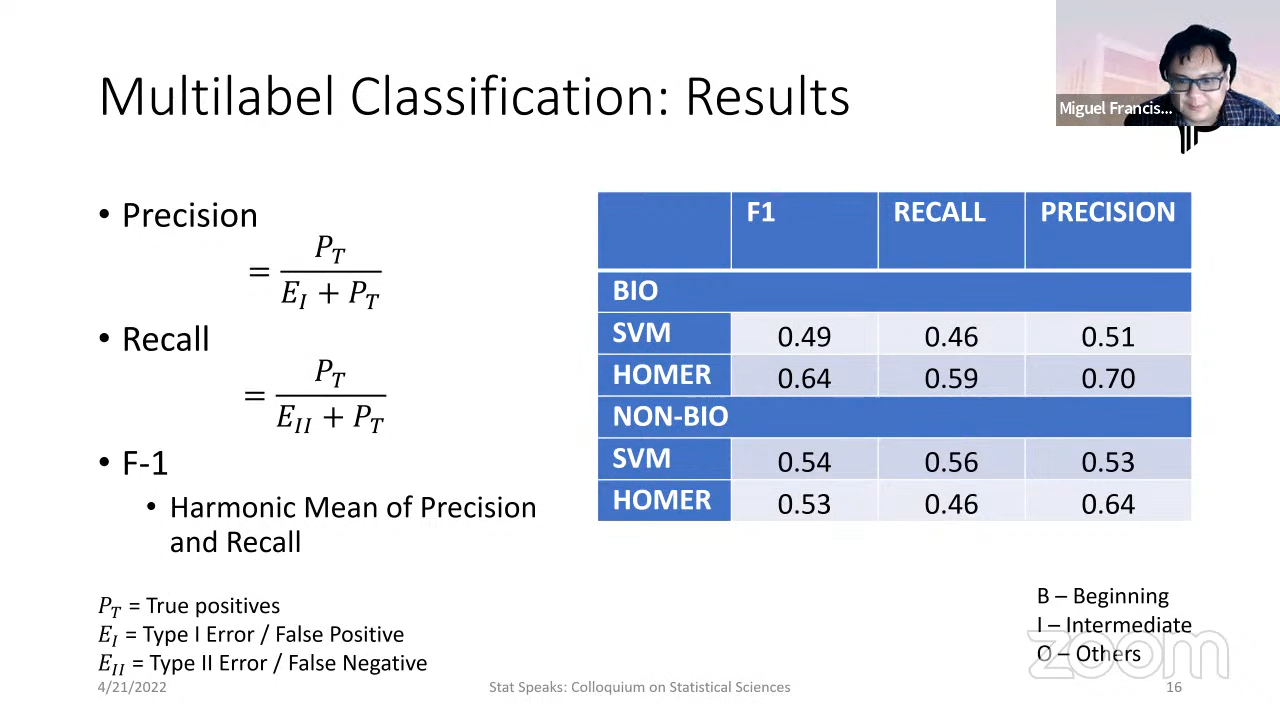 Multilabel Classification: Results
Miguel Francis...
• Precision
= P_T / (E_I + P_T)
• Recall
= P_T / (E_II + P_T)
• F-1
• Harmonic Mean of Precision
and Recall
F1 RECALL PRECISION
BIO
SVM 0.49 0.46 0.51
HOMER 0.64 0.59 0.70
NON-BIO
SVM 0.54 0.56 0.53
HOMER 0.53 0.46 0.64
P_T = True positives
E_I = Type I Error / False Positive
E_II = Type II Error / False Negative
B – Beginning
I – Intermediate
O – Others
zoom
4/21/2022
Stat Speaks: Colloquium on Statistical Sciences
16